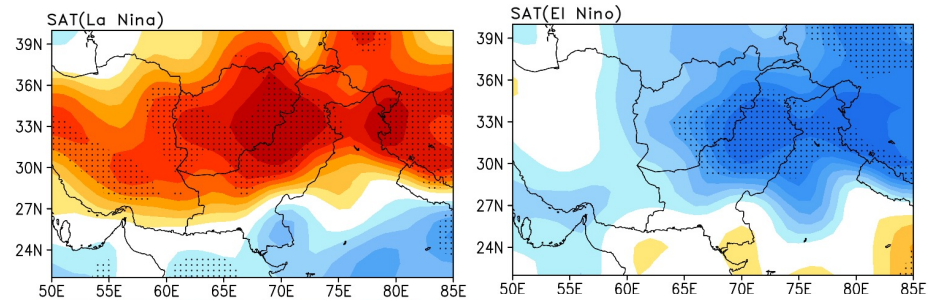 SAT(La Nina)
39N
36N
33N
30N
27N
24N
50E 55E 60E 65E 70E 75E 80E 85E
SAT(El Nino)
39N
36N
33N
30N
27N
24N
50E 55E 60E 65E 70E 75E 80E 85E